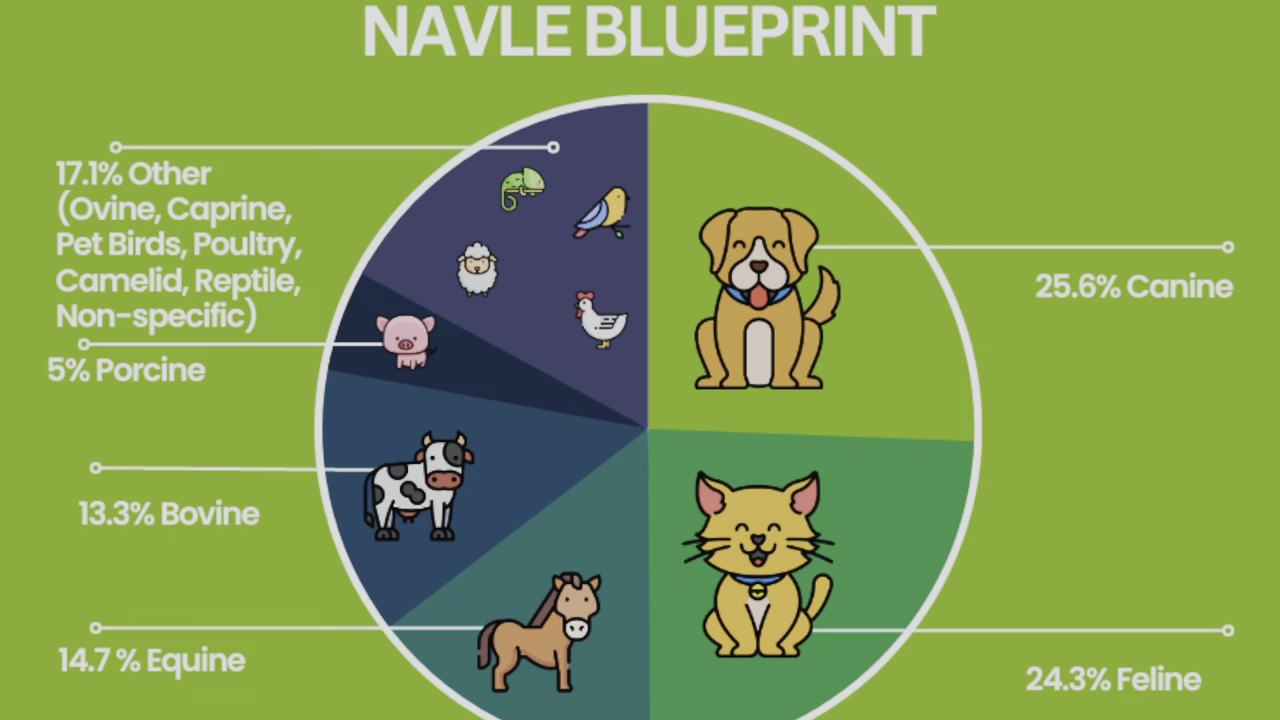 NAVLE BLUEPRINT
17.1% Other
(Ovine, Caprine,
Pet Birds, Poultry,
Camelid, Reptile,
Non-specific)
5% Porcine
13.3% Bovine
14.7 % Equine
25.6% Canine
24.3% Feline